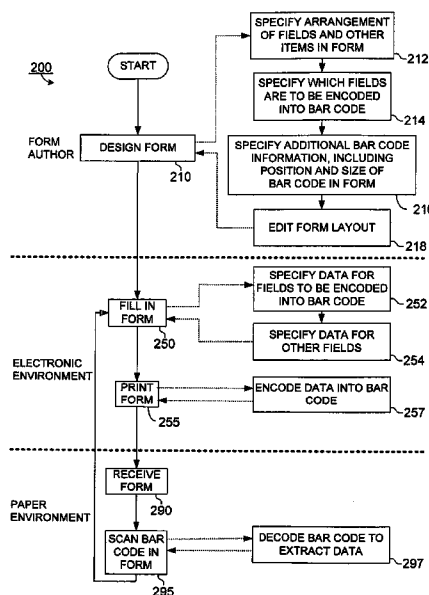 200
START
SPECIFY ARRANGEMENT
OF FIELDS AND OTHER
ITEMS IN FORM
212
SPECIFY WHICH FIELDS
ARE TO BE ENCODED
INTO BAR CODE
214
FORM
AUTHOR
DESIGN FORM
210
SPECIFY ADDITIONAL BAR CODE
INFORMATION, INCLUDING
POSITION AND SIZE OF
BAR CODE IN FORM
216
EDIT FORM LAYOUT
218
FILL IN
FORM
250
SPECIFY DATA FOR
FIELDS TO BE ENCODED
INTO BAR CODE
252
SPECIFY DATA FOR
OTHER FIELDS
254
ELECTRONIC
ENVIRONMENT
PRINT
FORM
255
ENCODE DATA INTO BAR
CODE
257
RECEIVE
FORM
290
PAPER
ENVIRONMENT
SCAN BAR
CODE IN
FORM
295
DECODE BAR CODE TO
EXTRACT DATA
297